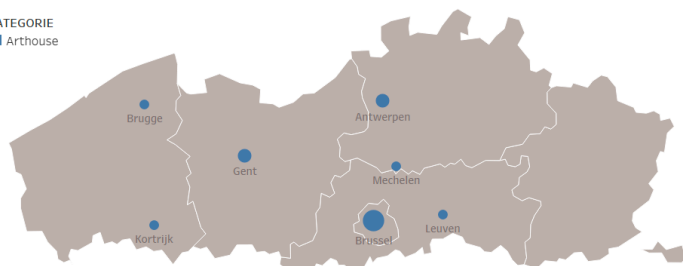 ATEGORIE
Arthouse
Brugge
Antwerpen
Gent
Mechelen
Kortrijk
Brussel
Leuven